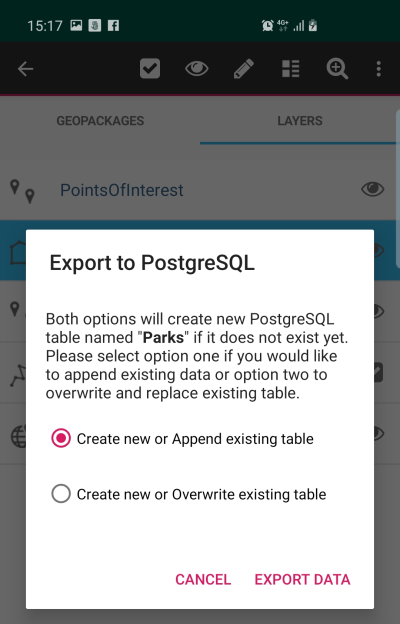 15:17
4G+
GEOPACKAGES
LAYERS
PointsOfInterest
Export to PostgreSQL
Both options will create new PostgreSQL
table named "Parks" if it does not exist yet.
Please select option one if you would like
to append existing data or option two to
overwrite and replace existing table.
Create new or Append existing table
Create new or Overwrite existing table
CANCEL
EXPORT DATA